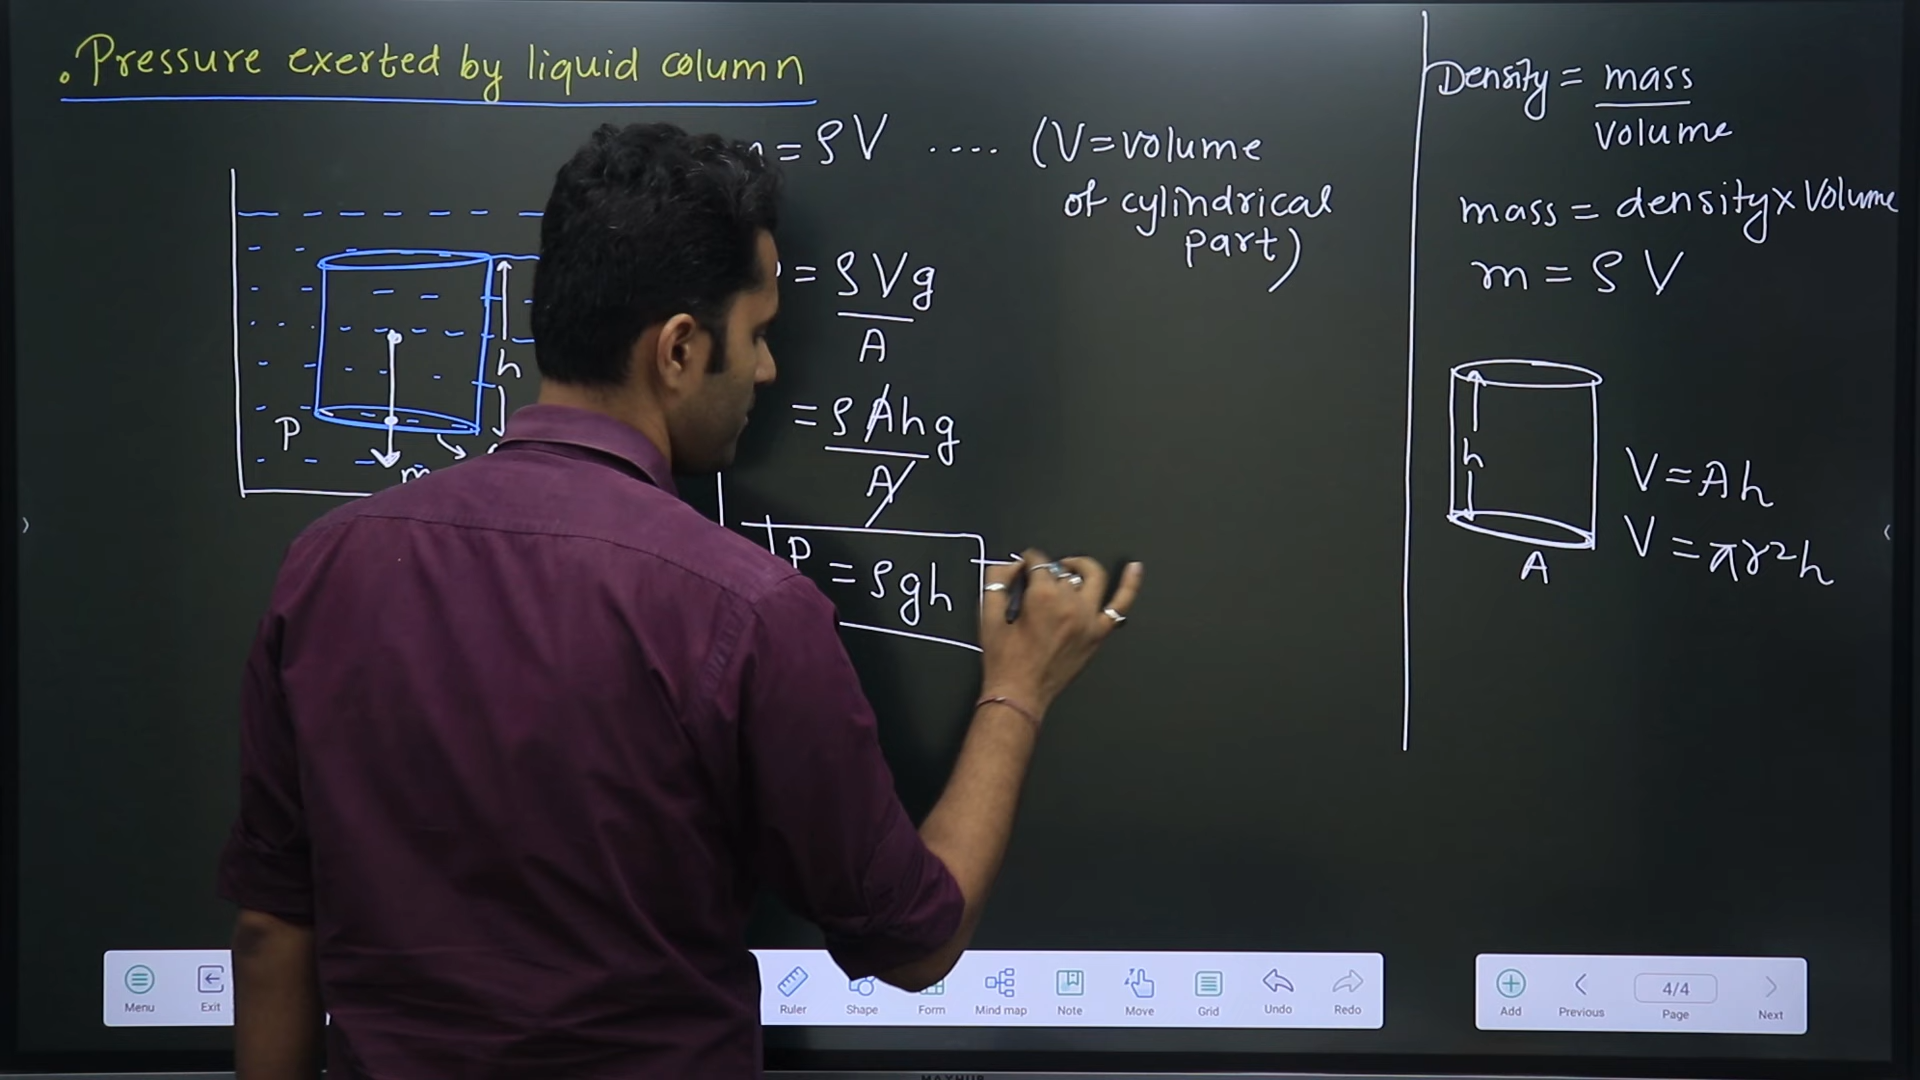 . Pressure exerted by liquid column
= ρV .... (V = volume
of cylindrical
part)
= ρVg
A
h
= ρAhg
A
P
P = ρgh
Density = mass
Volume
mass = density × Volume
m = ρ V
h
V = Ah
V = πr²h
A
Menu
Exit
Ruler
Shape
Form
Mind map
Note
Move
Grid
Undo
Redo
Add
Previous
4/4
Page
Next